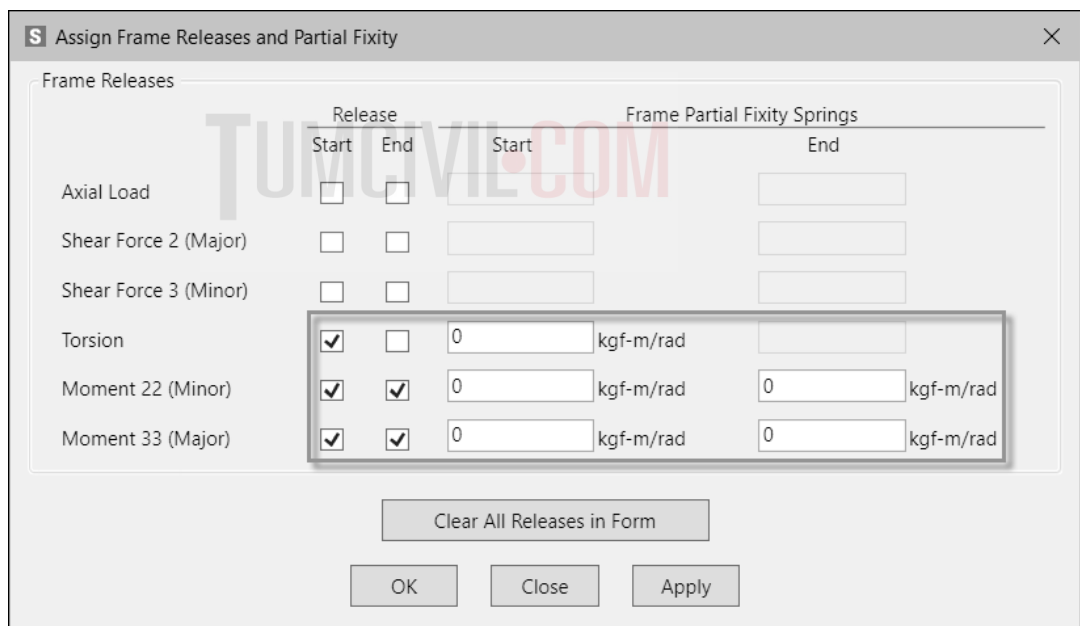 S Assign Frame Releases and Partial Fixity
Frame Releases
TUMCIVIL.COM
Release Frame Partial Fixity Springs
Start End Start End
Axial Load
Shear Force 2 (Major)
Shear Force 3 (Minor)
Torsion 0 kgf-m/rad
Moment 22 (Minor) 0 kgf-m/rad 0 kgf-m/rad
Moment 33 (Major) 0 kgf-m/rad 0 kgf-m/rad
Clear All Releases in Form
OK Close Apply